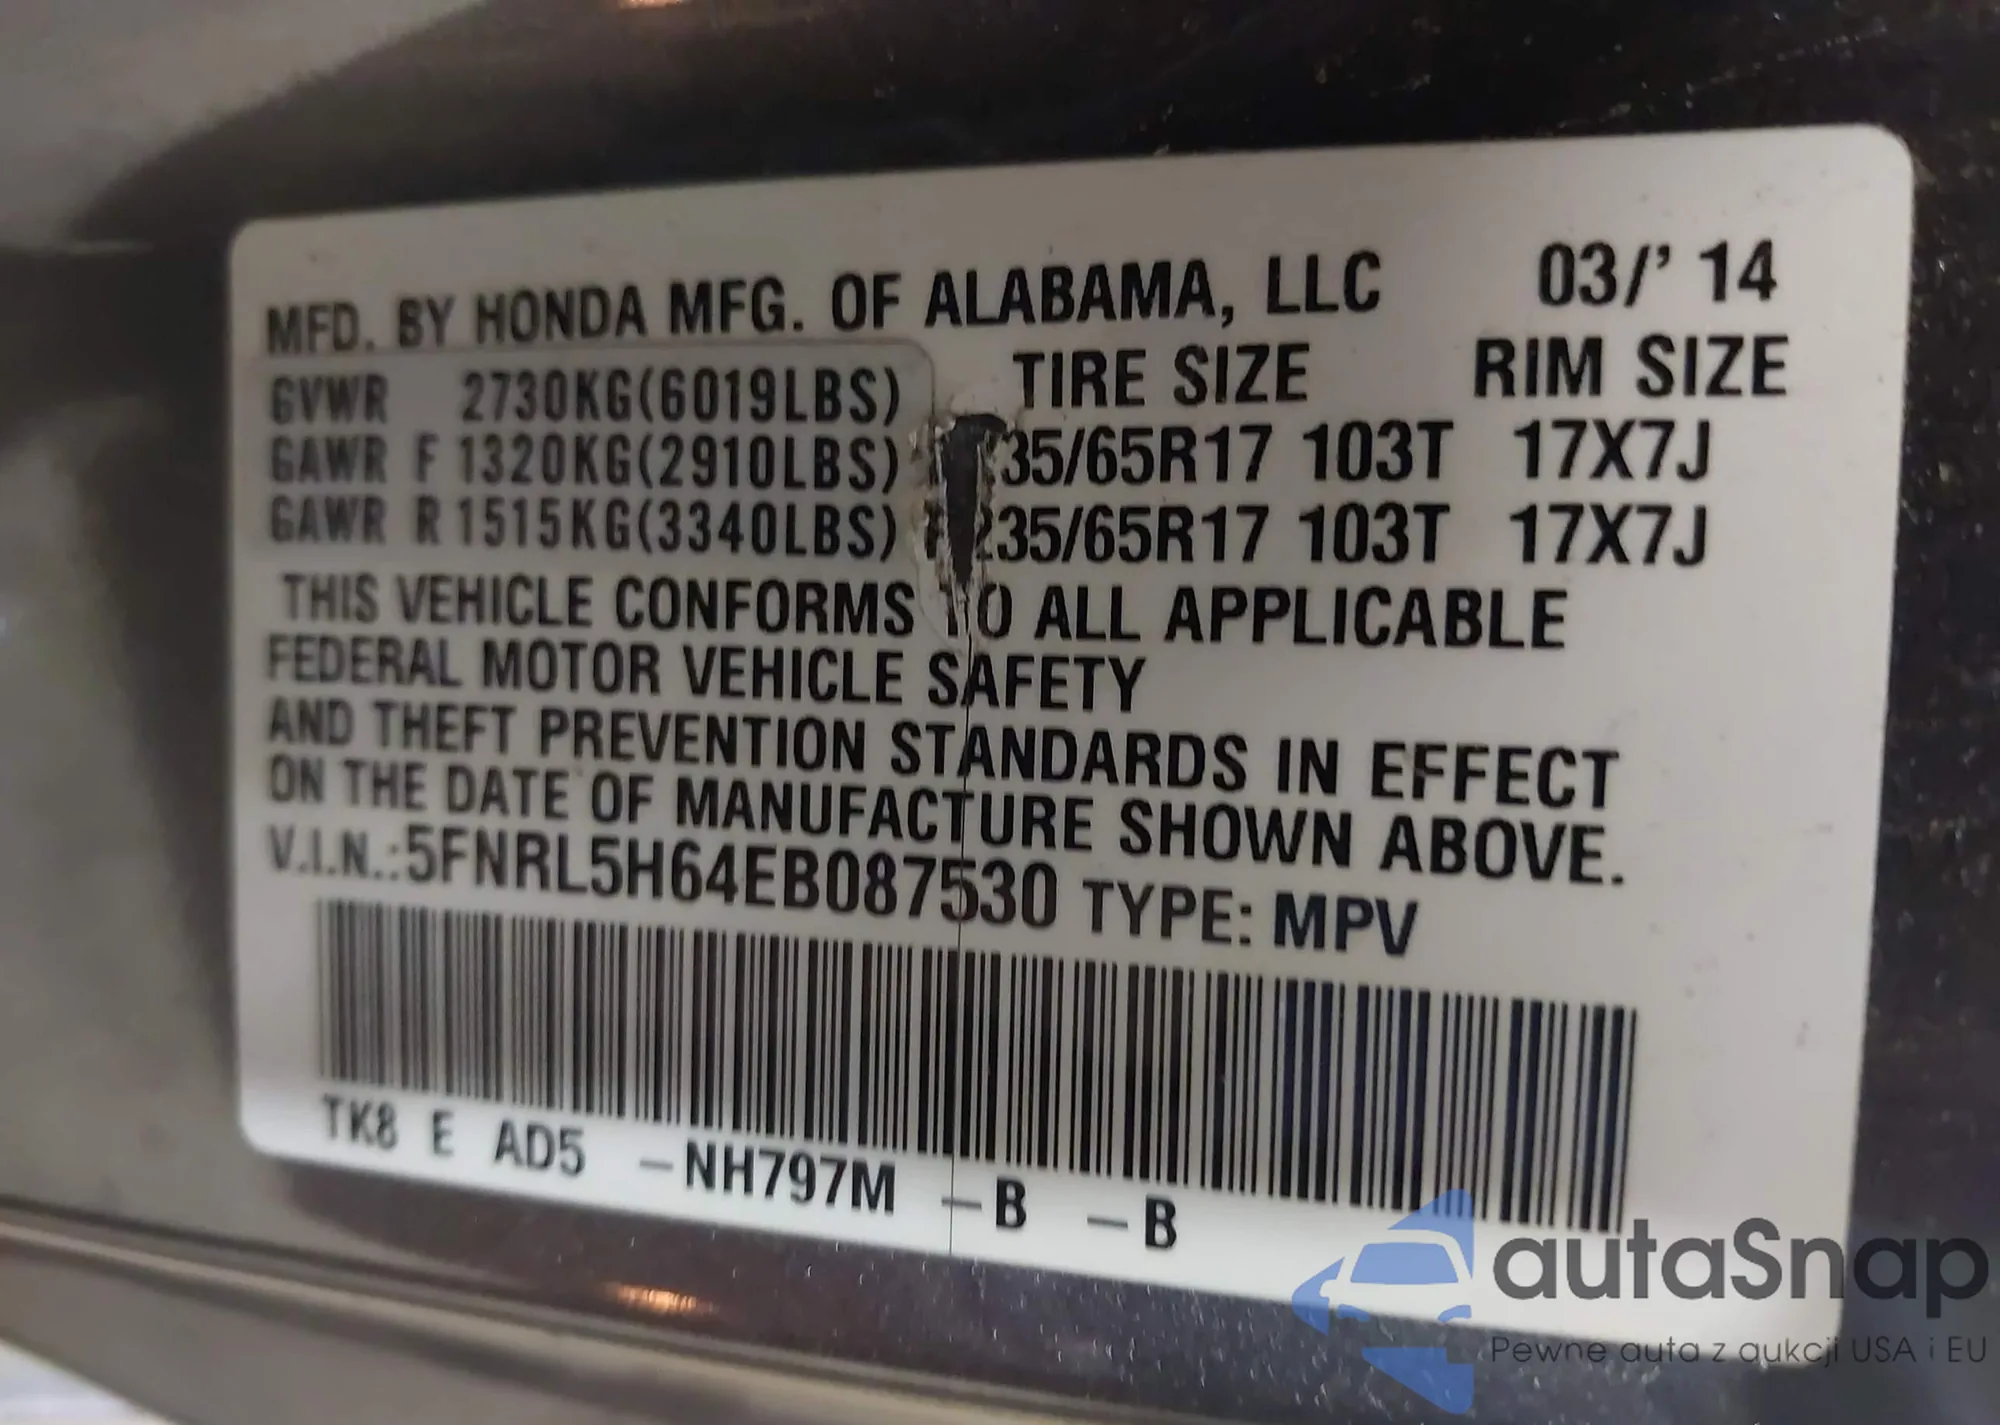 MFD. BY HONDA MFG. OF ALABAMA, LLC 03/'14
TIRE SIZE RIM SIZE
GVWR 2730KG(6019LBS)
GAWR F 1320KG(2910LBS) 35/65R17 103T 17X7J
GAWR R 1515KG(3340LBS) 235/65R17 103T 17X7J
THIS VEHICLE CONFORMS TO ALL APPLICABLE
FEDERAL MOTOR VEHICLE SAFETY
AND THEFT PREVENTION STANDARDS IN EFFECT
ON THE DATE OF MANUFACTURE SHOWN ABOVE.
V.I.N.:5FNRL5H64EB087530 TYPE: MPV
TK8 E AD5 –NH797M –B –B
autaSnap
Pewne auta z aukcji USA i EU